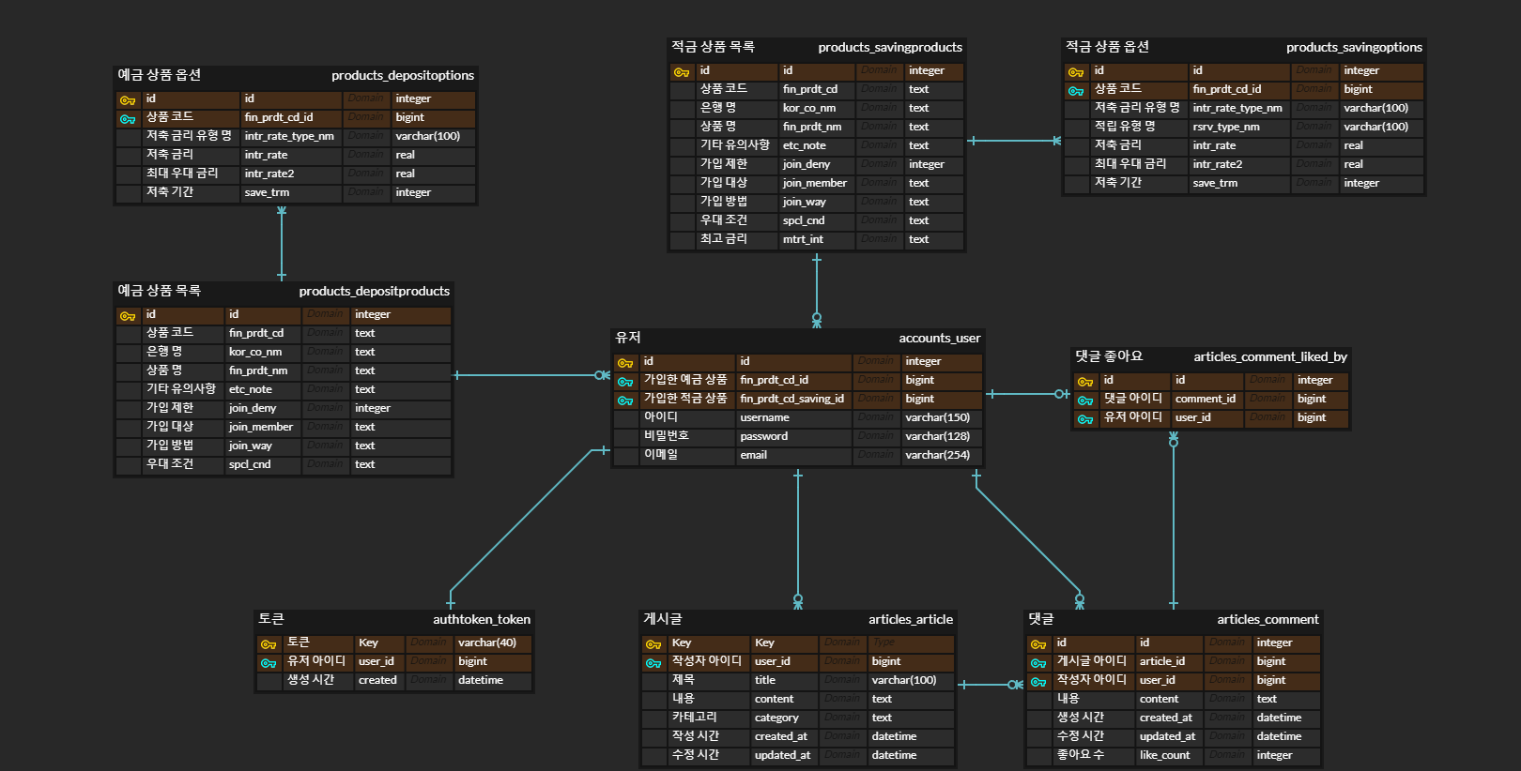 예금 상품 옵션 products_depositoptions
id id Domain integer
상품 코드 fin_prdt_cd_id Domain bigint
저축 금리 유형 명 intr_rate_type_nm Domain varchar(100)
저축 금리 intr_rate Domain real
최대 우대 금리 intr_rate2 Domain real
저축 기간 save_trm Domain integer
적금 상품 목록 products_savingproducts
id id Domain integer
상품 코드 fin_prdt_cd Domain text
은행 명 kor_co_nm Domain text
상품 명 fin_prdt_nm Domain text
기타 유의사항 etc_note Domain text
가입 제한 join_deny Domain integer
가입 대상 join_member Domain text
가입 방법 join_way Domain text
우대 조건 spcl_cnd Domain text
최고 금리 mtrt_int Domain text
적금 상품 옵션 products_savingoptions
id id Domain integer
상품 코드 fin_prdt_cd_id Domain bigint
저축 금리 유형 명 intr_rate_type_nm Domain varchar(100)
적립 유형 명 rsrv_type_nm Domain varchar(100)
저축 금리 intr_rate Domain real
최대 우대 금리 intr_rate2 Domain real
저축 기간 save_trm Domain integer
예금 상품 목록 products_depositproducts
id id Domain integer
상품 코드 fin_prdt_cd Domain text
은행 명 kor_co_nm Domain text
상품 명 fin_prdt_nm Domain text
기타 유의사항 etc_note Domain text
가입 제한 join_deny Domain integer
가입 대상 join_member Domain text
가입 방법 join_way Domain text
우대 조건 spcl_cnd Domain text
유저 accounts_user
id id Domain integer
가입한 예금 상품 fin_prdt_cd_id Domain bigint
가입한 적금 상품 fin_prdt_cd_saving_id Domain bigint
아이디 username Domain varchar(150)
비밀번호 password Domain varchar(128)
이메일 email Domain varchar(254)
댓글 좋아요 articles_comment_liked_by
id id Domain integer
댓글 아이디 comment_id Domain bigint
유저 아이디 user_id Domain bigint
토큰 authtoken_token
토큰 Key Domain varchar(40)
유저 아이디 user_id Domain bigint
생성 시간 created Domain datetime
게시글 articles_article
Key Key Domain Type
작성자 아이디 user_id Domain bigint
제목 title Domain varchar(100)
내용 content Domain text
카테고리 category Domain text
작성 시간 created_at Domain datetime
수정 시간 updated_at Domain datetime
댓글 articles_comment
id id Domain integer
게시글 아이디 article_id Domain bigint
작성자 아이디 user_id Domain bigint
내용 content Domain text
생성 시간 created_at Domain datetime
수정 시간 updated_at Domain datetime
좋아요 수 like_count Domain integer